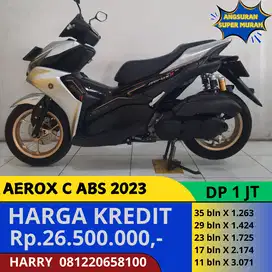 ANGSURAN
SUPER MURAH
AEROX C ABS 2023
DP 1 JT
HARGA KREDIT
Rp.26.500.000,-
HARRY 081220658100
35 bln X 1.263
29 bln X 1.424
23 bln X 1.725
17 bln X 2.174
11 bln X 3.071